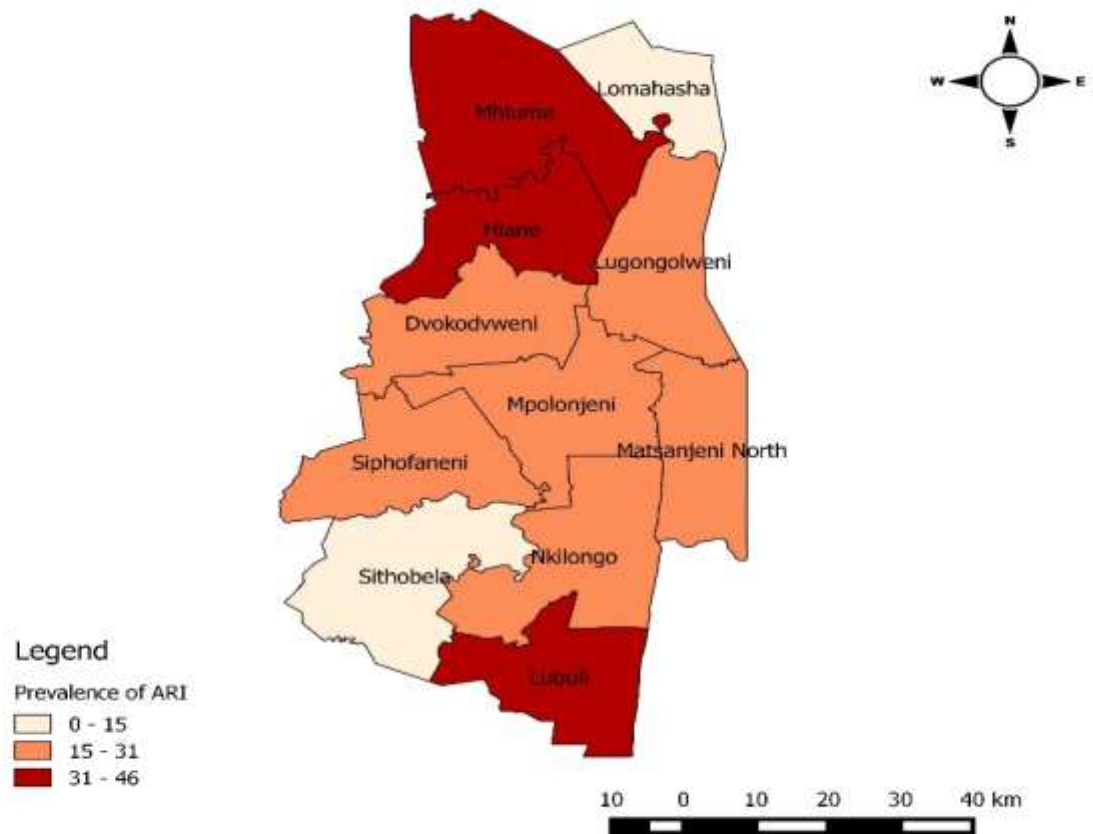 N
W E
S
Lomahasha
Mhlume
Hlane
Lugongolweni
Dvokodvweni
Mpolonjeni
Matsanjeni North
Siphofaneni
Nkilongo
Sithobela
Lubuli
Legend
Prevalence of ARI
0 - 15
15 - 31
31 - 46
10 0 10 20 30 40 km